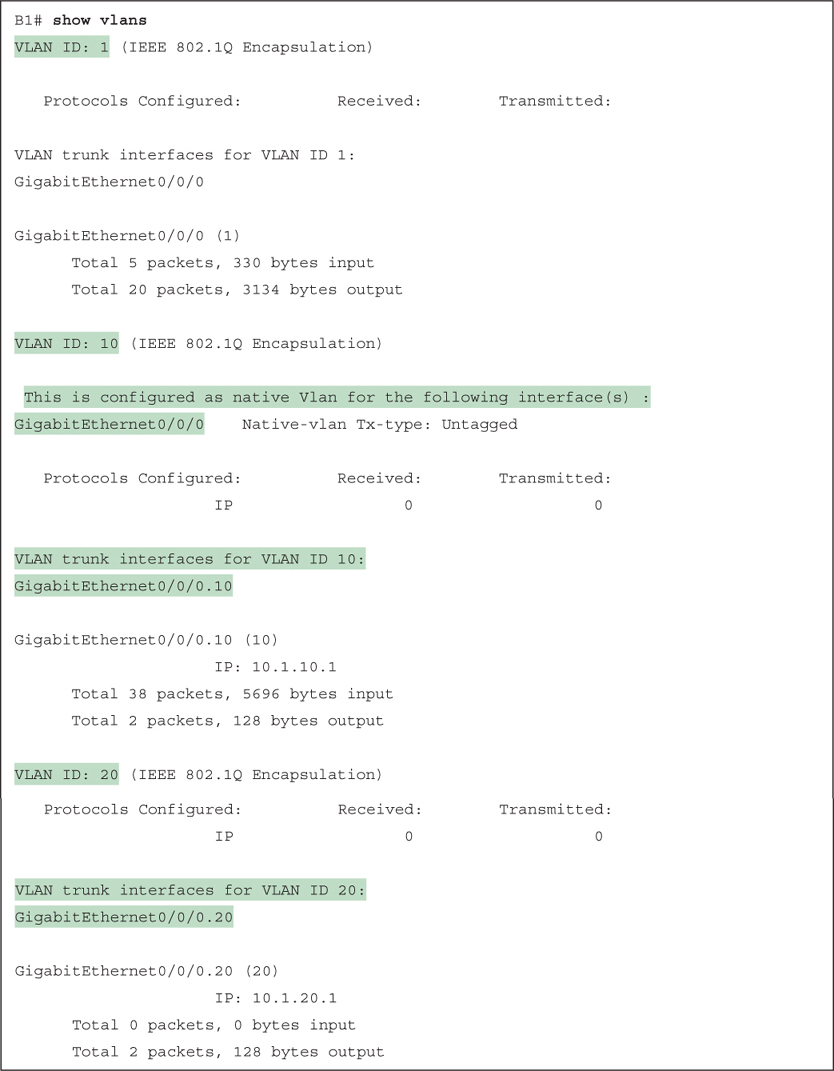 B1# show vlans
VLAN ID: 1 (IEEE 802.1Q Encapsulation)
Protocols Configured: Received: Transmitted:
VLAN trunk interfaces for VLAN ID 1:
GigabitEthernet0/0/0
GigabitEthernet0/0/0 (1)
Total 5 packets, 330 bytes input
Total 20 packets, 3134 bytes output
VLAN ID: 10 (IEEE 802.1Q Encapsulation)
This is configured as native Vlan for the following interface(s) :
GigabitEthernet0/0/0 Native-vlan Tx-type: Untagged
Protocols Configured: Received: Transmitted:
IP 0 0
VLAN trunk interfaces for VLAN ID 10:
GigabitEthernet0/0/0.10
GigabitEthernet0/0/0.10 (10)
IP: 10.1.10.1
Total 38 packets, 5696 bytes input
Total 2 packets, 128 bytes output
VLAN ID: 20 (IEEE 802.1Q Encapsulation)
Protocols Configured: Received: Transmitted:
IP 0 0
VLAN trunk interfaces for VLAN ID 20:
GigabitEthernet0/0/0.20
GigabitEthernet0/0/0.20 (20)
IP: 10.1.20.1
Total 0 packets, 0 bytes input
Total 2 packets, 128 bytes output